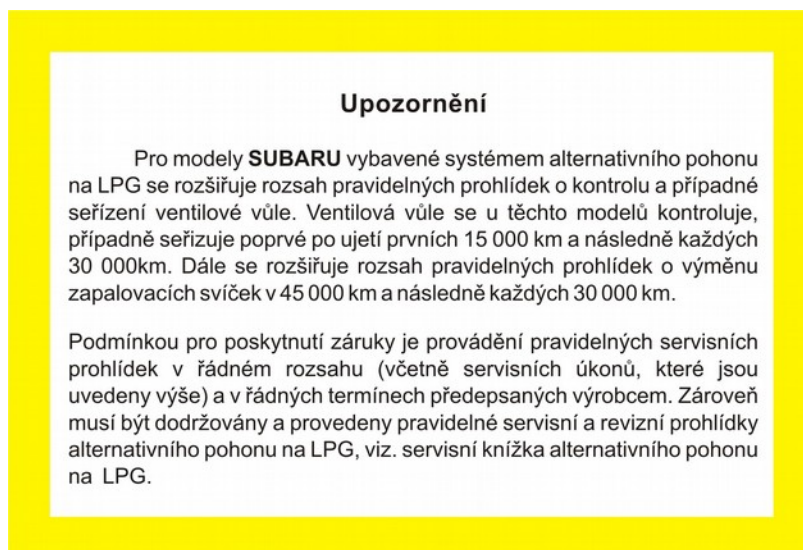 Upozornění
Pro modely SUBARU vybavené systémem alternativního pohonu
na LPG se rozšiřuje rozsah pravidelných prohlídek o kontrolu a případné
seřízení ventilové vůle. Ventilová vůle se u těchto modelů kontroluje,
případně seřizuje poprvé po ujetí prvních 15 000 km a následně každých
30 000km. Dále se rozšiřuje rozsah pravidelných prohlídek o výměnu
zapalovacích svíček v 45 000 km a následně každých 30 000 km.
Podmínkou pro poskytnutí záruky je provádění pravidelných servisních
prohlídek v řádném rozsahu (včetně servisních úkonů, které jsou
uvedeny výše) a v řádných termínech předepsaných výrobcem. Zároveň
musí být dodržovány a provedeny pravidelné servisní a revizní prohlídky
alternativního pohonu na LPG, viz. servisní knížka alternativního pohonu
na LPG.